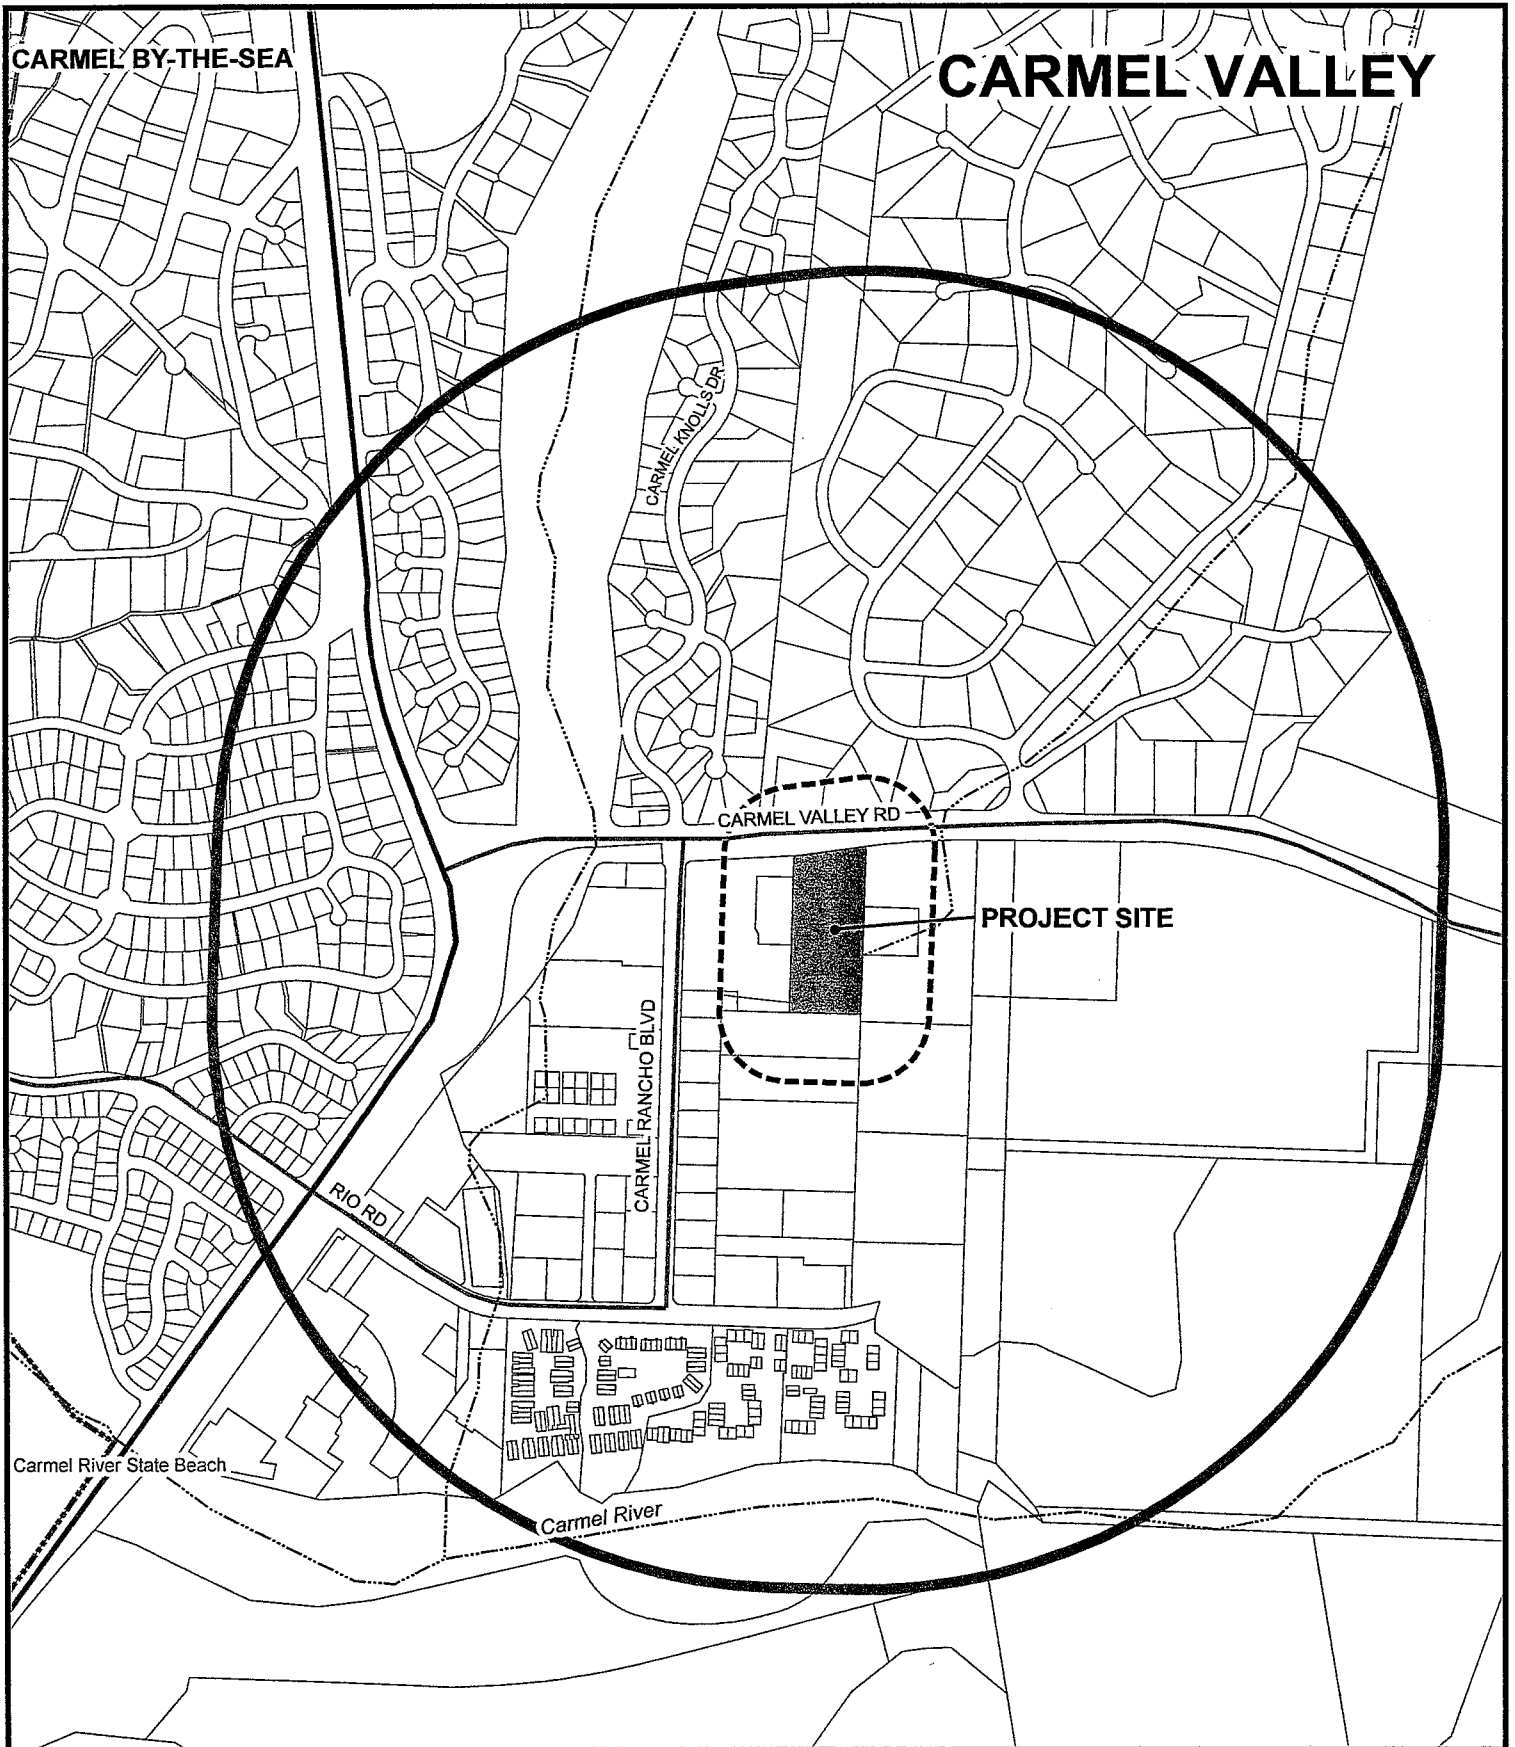 CARMEL BY-THE-SEA
CARMEL VALLEY
CARMEL KNOLLS DR
CARMEL VALLEY RD
PROJECT SITE
CARMEL RANCHO BLVD
RIO RD
Carmel River State Beach
Carmel River